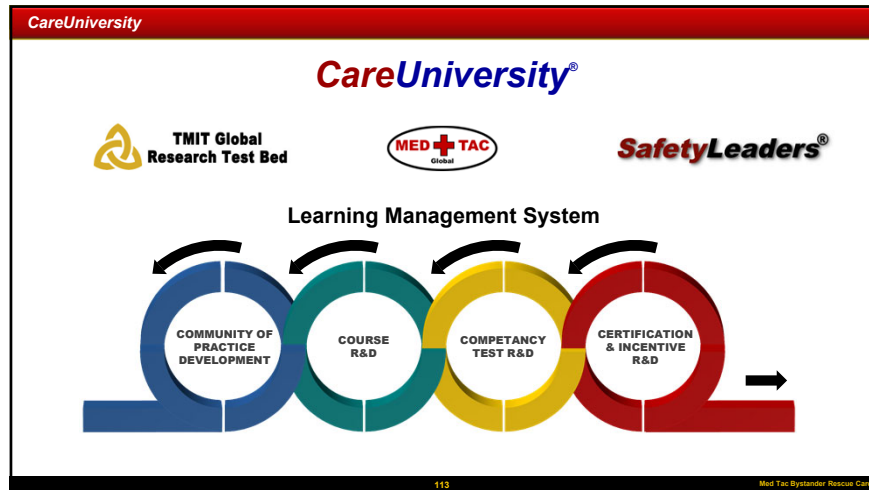 CareUniversity
CareUniversity®
TMIT Global
Research Test Bed
MED TAC
Global
SafetyLeaders®
Learning Management System
COMMUNITY OF
PRACTICE
DEVELOPMENT
COURSE
R&D
COMPETANCY
TEST R&D
CERTIFICATION
& INCENTIVE
R&D
113
Med Tac Bystander Rescue Care